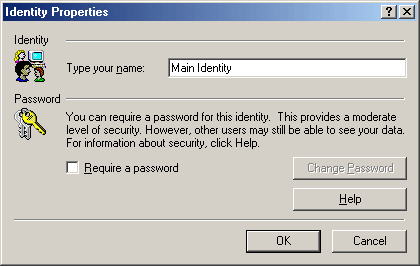 Identity Properties
Identity
Type your name: Main Identity
Password
You can require a password for this identity. This provides a moderate
level of security. However, other users may still be able to see your data.
For information about security, click Help.
Require a password Change Password
Help
OK Cancel